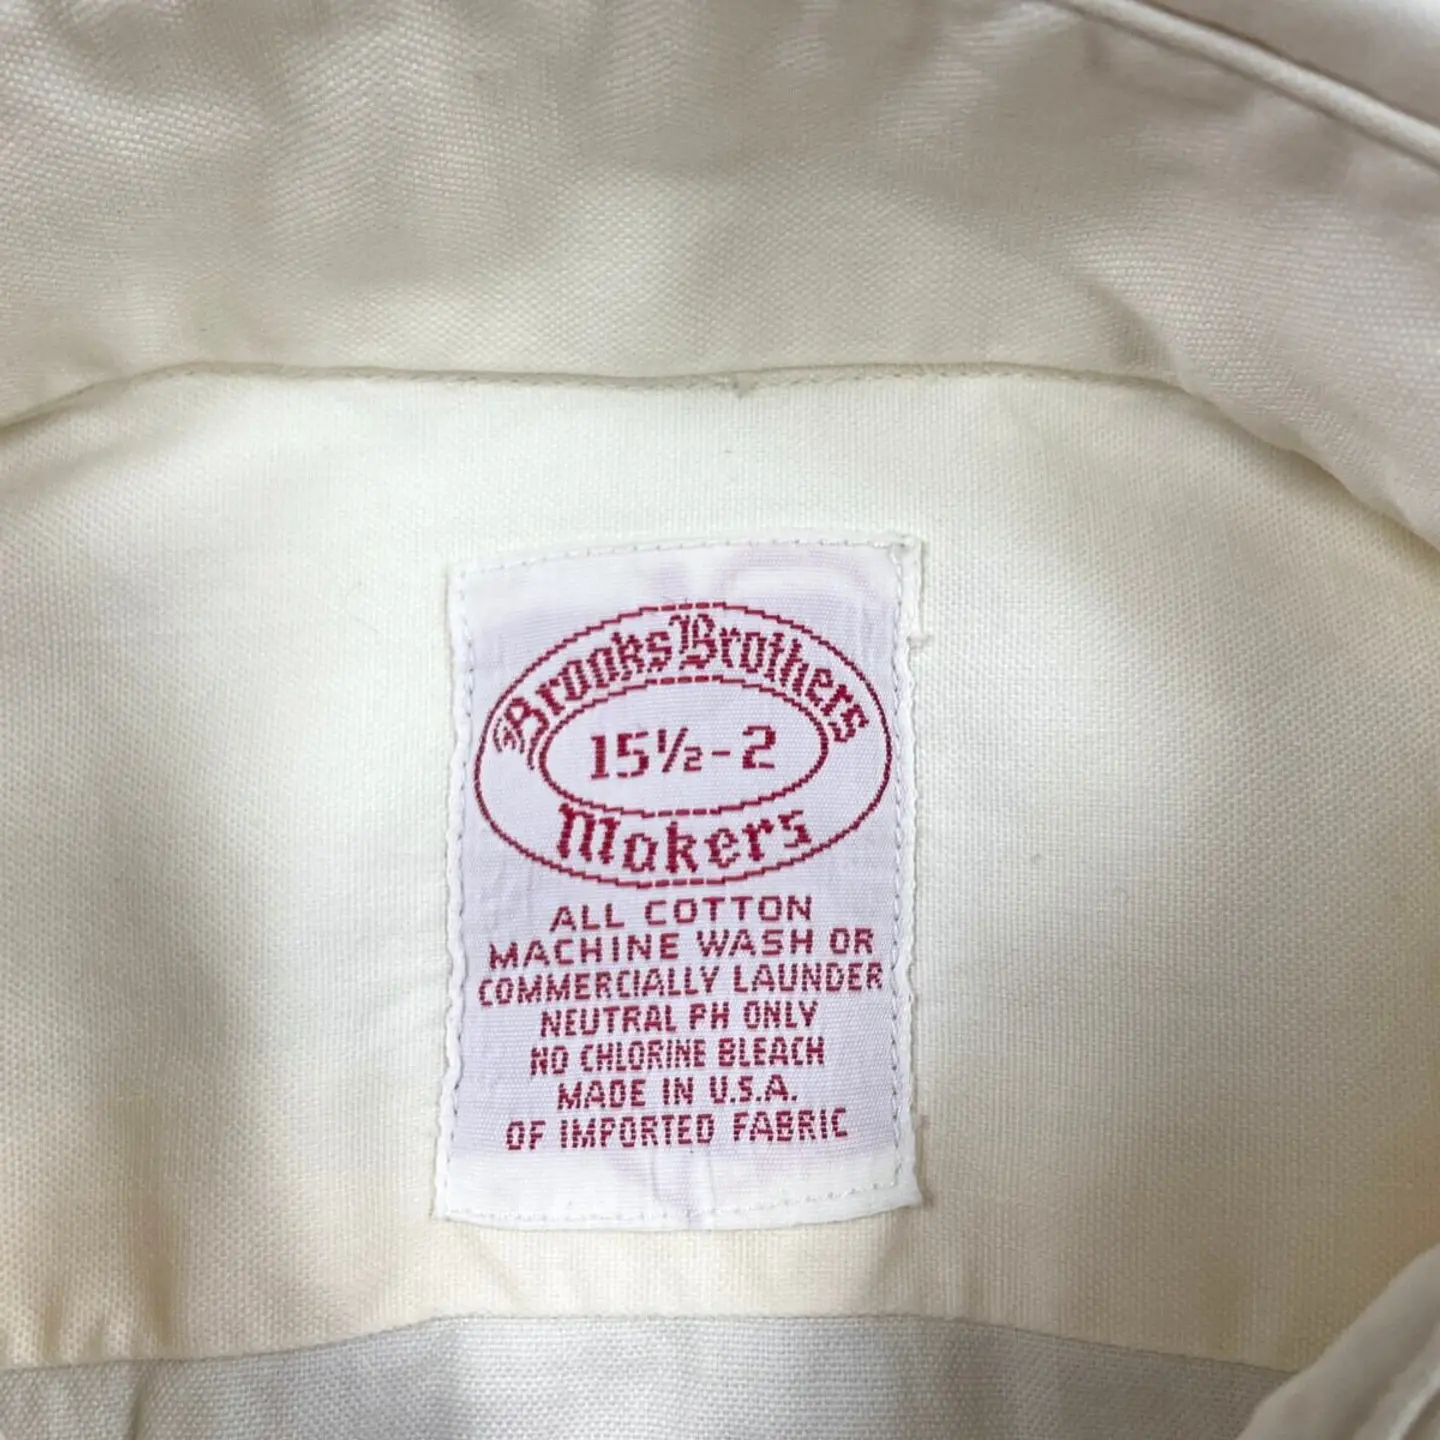 Brooks Brothers
15½-2
Makers
ALL COTTON
MACHINE WASH OR
COMMERCIALLY LAUNDER
NEUTRAL PH ONLY
NO CHLORINE BLEACH
MADE IN U.S.A.
OF IMPORTED FABRIC